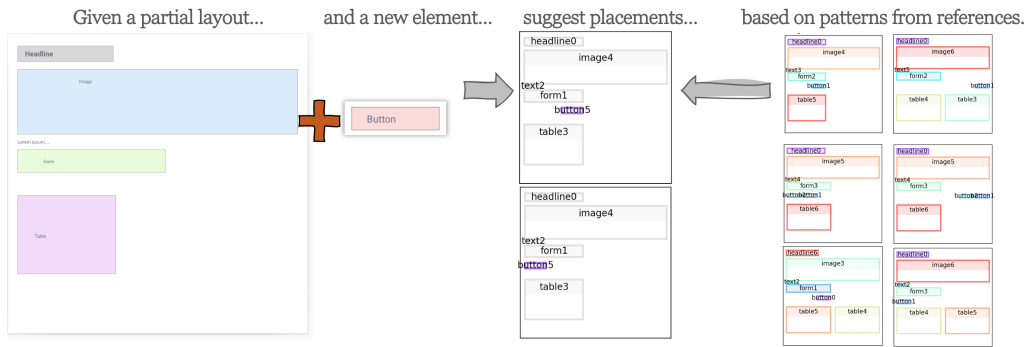 Given a partial layout...
and a new element...
suggest placements...
based on patterns from references.
Headline
Image
Lorem ipsum....
Form
Table
Button
headline0
image4
text2
form1
button5
table3
headline0
image4
text2
form1
button5
table3
headline0
image4
text3
form2
button1
table5
headline0
image6
text5
form2
button1
table4
table3
headline0
image5
text4
form3
button1
table6
headline0
image5
text4
form3
button1
table6
headline6
image3
text2
form1
button0
table5
table4
headline0
image6
text2
form3
button1
table4
table5